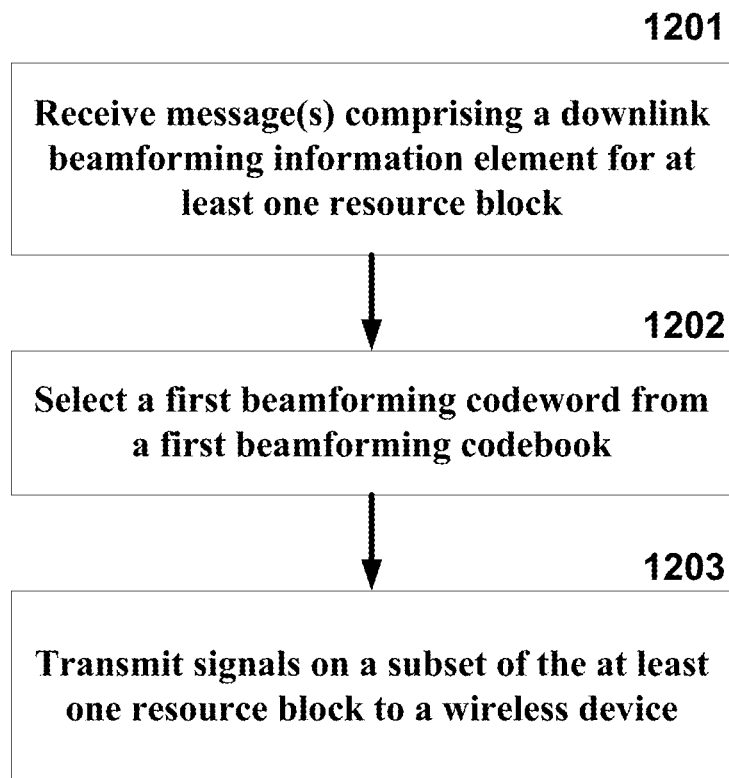 1201
Receive message(s) comprising a downlink
beamforming information element for at
least one resource block
1202
Select a first beamforming codeword from
a first beamforming codebook
1203
Transmit signals on a subset of the at least
one resource block to a wireless device